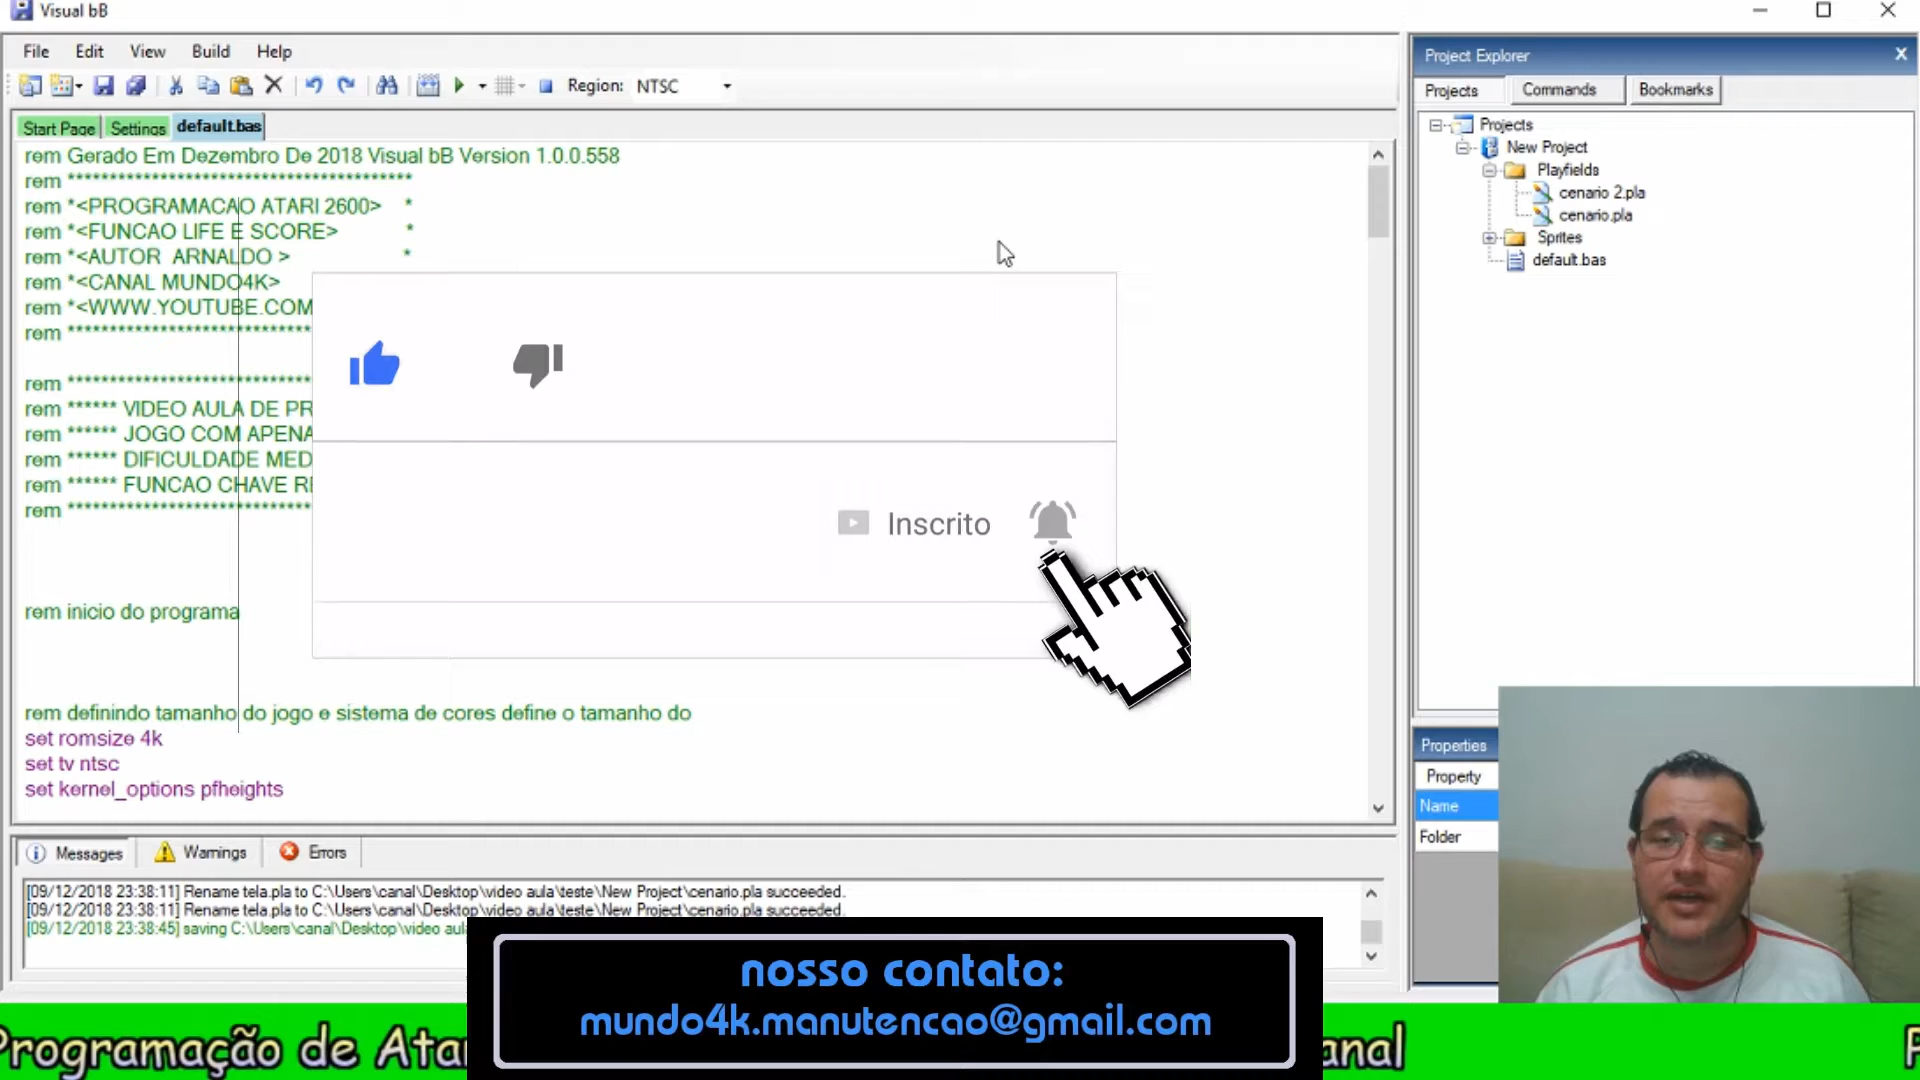 Visual bB
File Edit View Build Help
Region: NTSC
Start Page Settings default.bas
rem Gerado Em Dezembro De 2018 Visual bB Version 1.0.0.558
rem *****************************************
rem *<PROGRAMACAO ATARI 2600> *
rem *<FUNCAO LIFE E SCORE> *
rem *<AUTOR ARNALDO > *
rem *<CANAL MUNDO4K>
rem *<WWW.YOUTUBE.COM
rem *****************************
rem *****************************
rem ****** VIDEO AULA DE PR
rem ****** JOGO COM APENA
rem ****** DIFICULDADE MED
rem ****** FUNCAO CHAVE RE
rem *****************************
rem inicio do programa
rem definindo tamanho do jogo e sistema de cores define o tamanho do
set romsize 4k
set tv ntsc
set kernel_options pfheights
Inscrito
Messages Warnings Errors
[09/12/2018 23:38:11] Rename tela.pla to C:\Users\canal\Desktop\video aula\teste\New Project\cenario.pla succeeded.
[09/12/2018 23:38:11] Rename tela.pla to C:\Users\canal\Desktop\video aula\teste\New Project\cenario.pla succeeded.
[09/12/2018 23:38:45] saving C:\Users\canal\Desktop\video aul
Project Explorer
Projects Commands Bookmarks
Projects
New Project
Playfields
cenario 2.pla
cenario.pla
Sprites
default.bas
Properties
Property
Name
Folder
nosso contato:
mundo4k.manutencao@gmail.com
Programação de Ata
anal
P